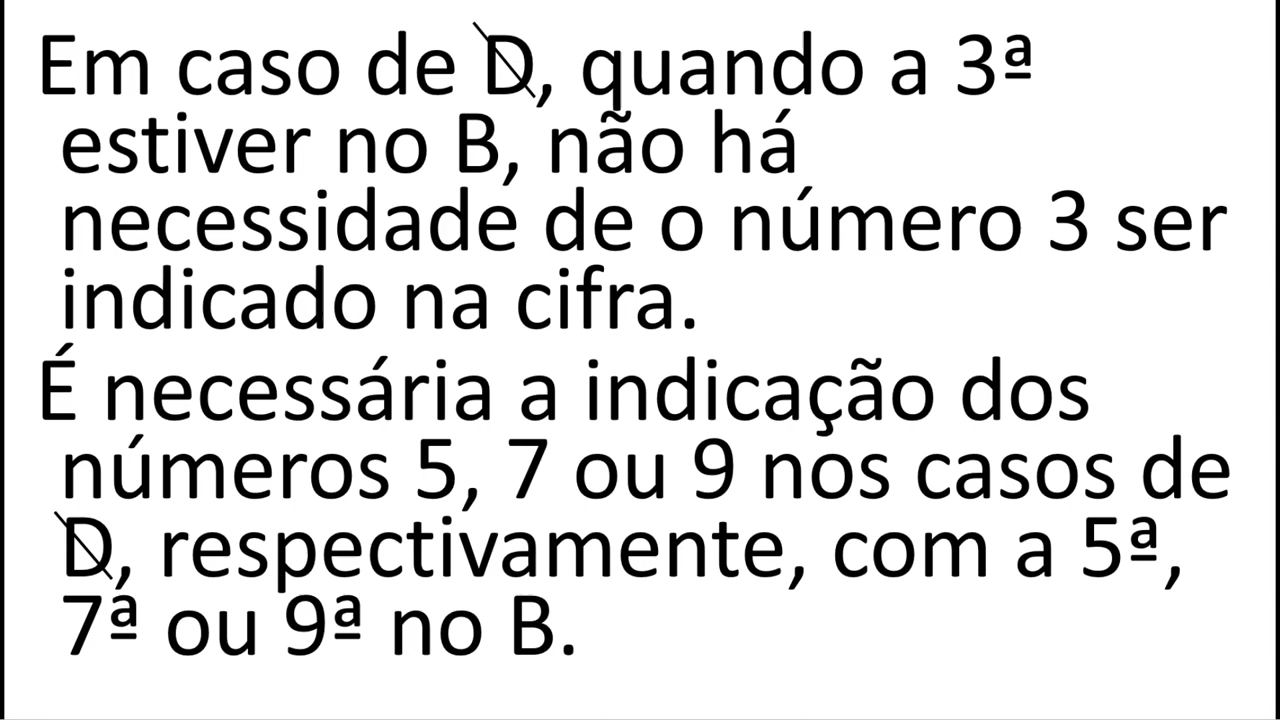 Em caso de D̸, quando a 3ª
estiver no B, não há
necessidade de o número 3 ser
indicado na cifra.
É necessária a indicação dos
números 5, 7 ou 9 nos casos de
D̸, respectivamente, com a 5ª,
7ª ou 9ª no B.